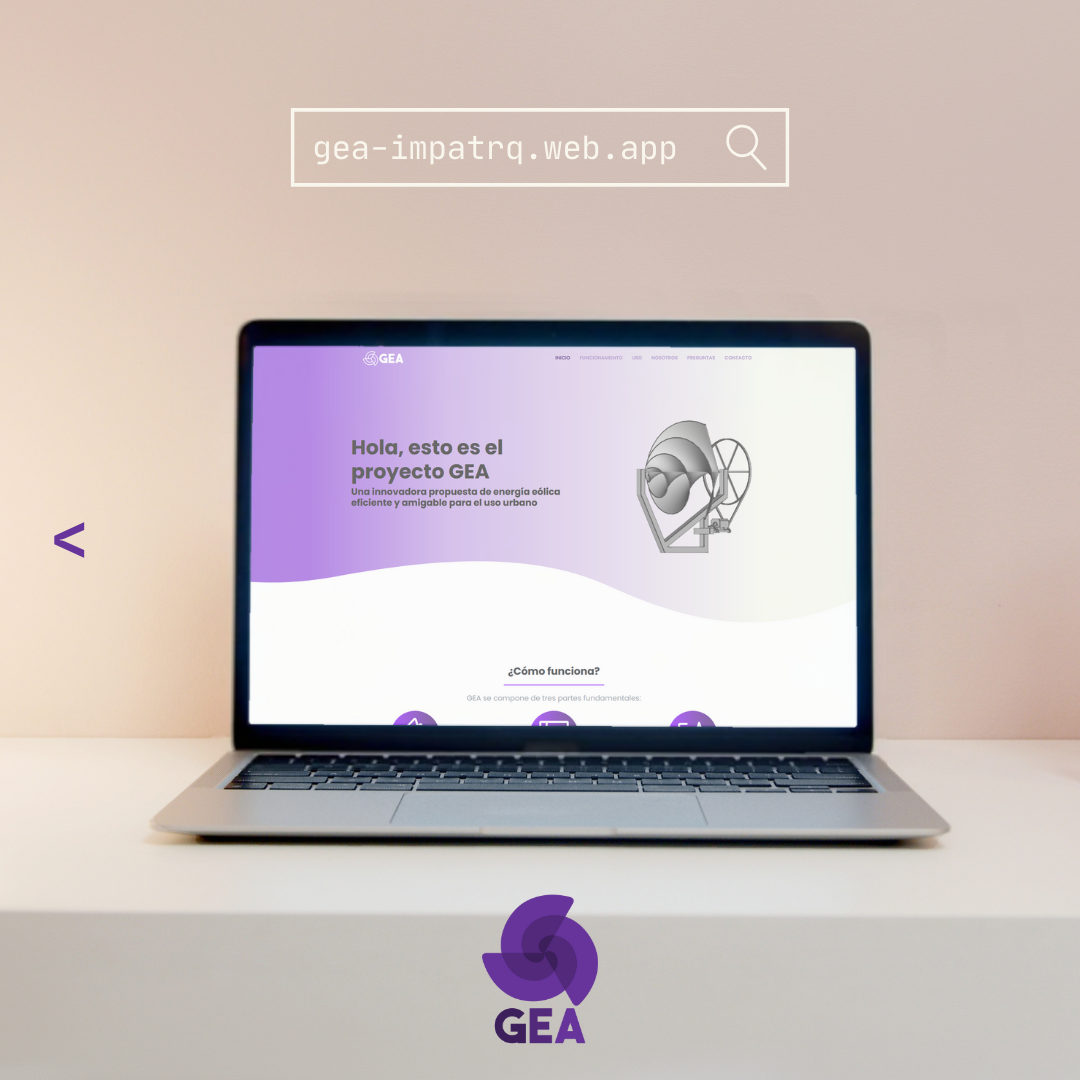 gea-impatrq.web.app
GEA
INICIO FUNCIONAMIENTO USO NOSOTROS PREGUNTAS CONTACTO
Hola, esto es el
proyecto GEA
Una innovadora propuesta de energía eólica
eficiente y amigable para el uso urbano
<
¿Cómo funciona?
GEA se compone de tres partes fundamentales:
GEA